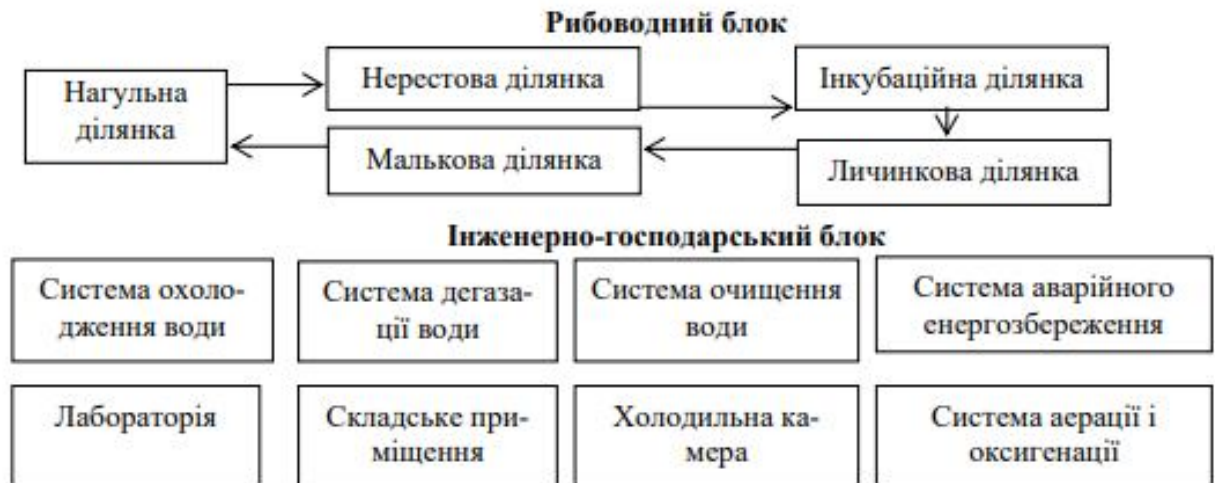 Рибоводний блок
Нагульна
ділянка
Нерестова ділянка
Інкубаційна ділянка
Малькова ділянка
Личинкова ділянка
Інженерно-господарський блок
Система охоло-
дження води
Система дегаза-
ції води
Система очищення
води
Система аварійного
енергозбереження
Лабораторія
Складське при-
міщення
Холодильна ка-
мера
Система аерації і
оксигенації